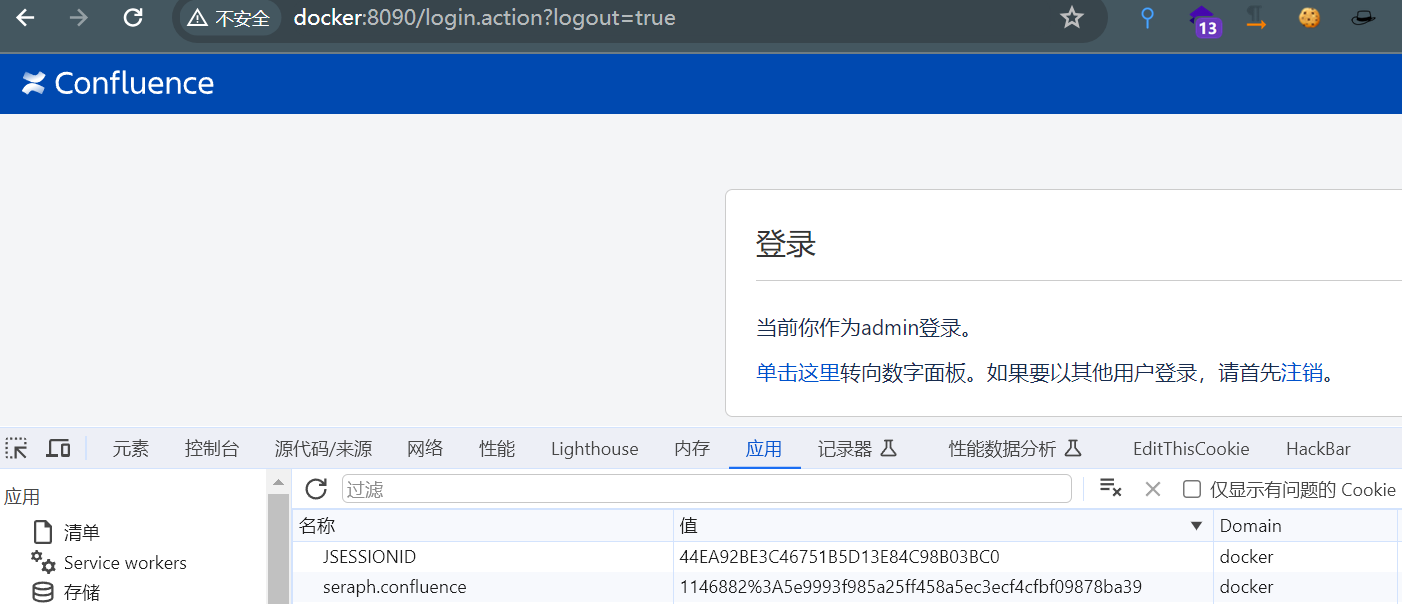 不安全 docker:8090/login.action?logout=true 13
Confluence
登录
当前你作为admin登录。
单击这里转向数字面板。如果要以其他用户登录，请首先注销。
元素 控制台 源代码/来源 网络 性能 Lighthouse 内存 应用 记录器 性能数据分析 EditThisCookie HackBar
应用 过滤 仅显示有问题的 Cookie
名称 值 Domain
清单
JSESSIONID 44EA92BE3C46751B5D13E84C98B03BC0 docker
Service workers
seraph.confluence 1146882%3A5e9993f985a25ff458a5ec3ecf4cfbf09878ba39 docker
存储